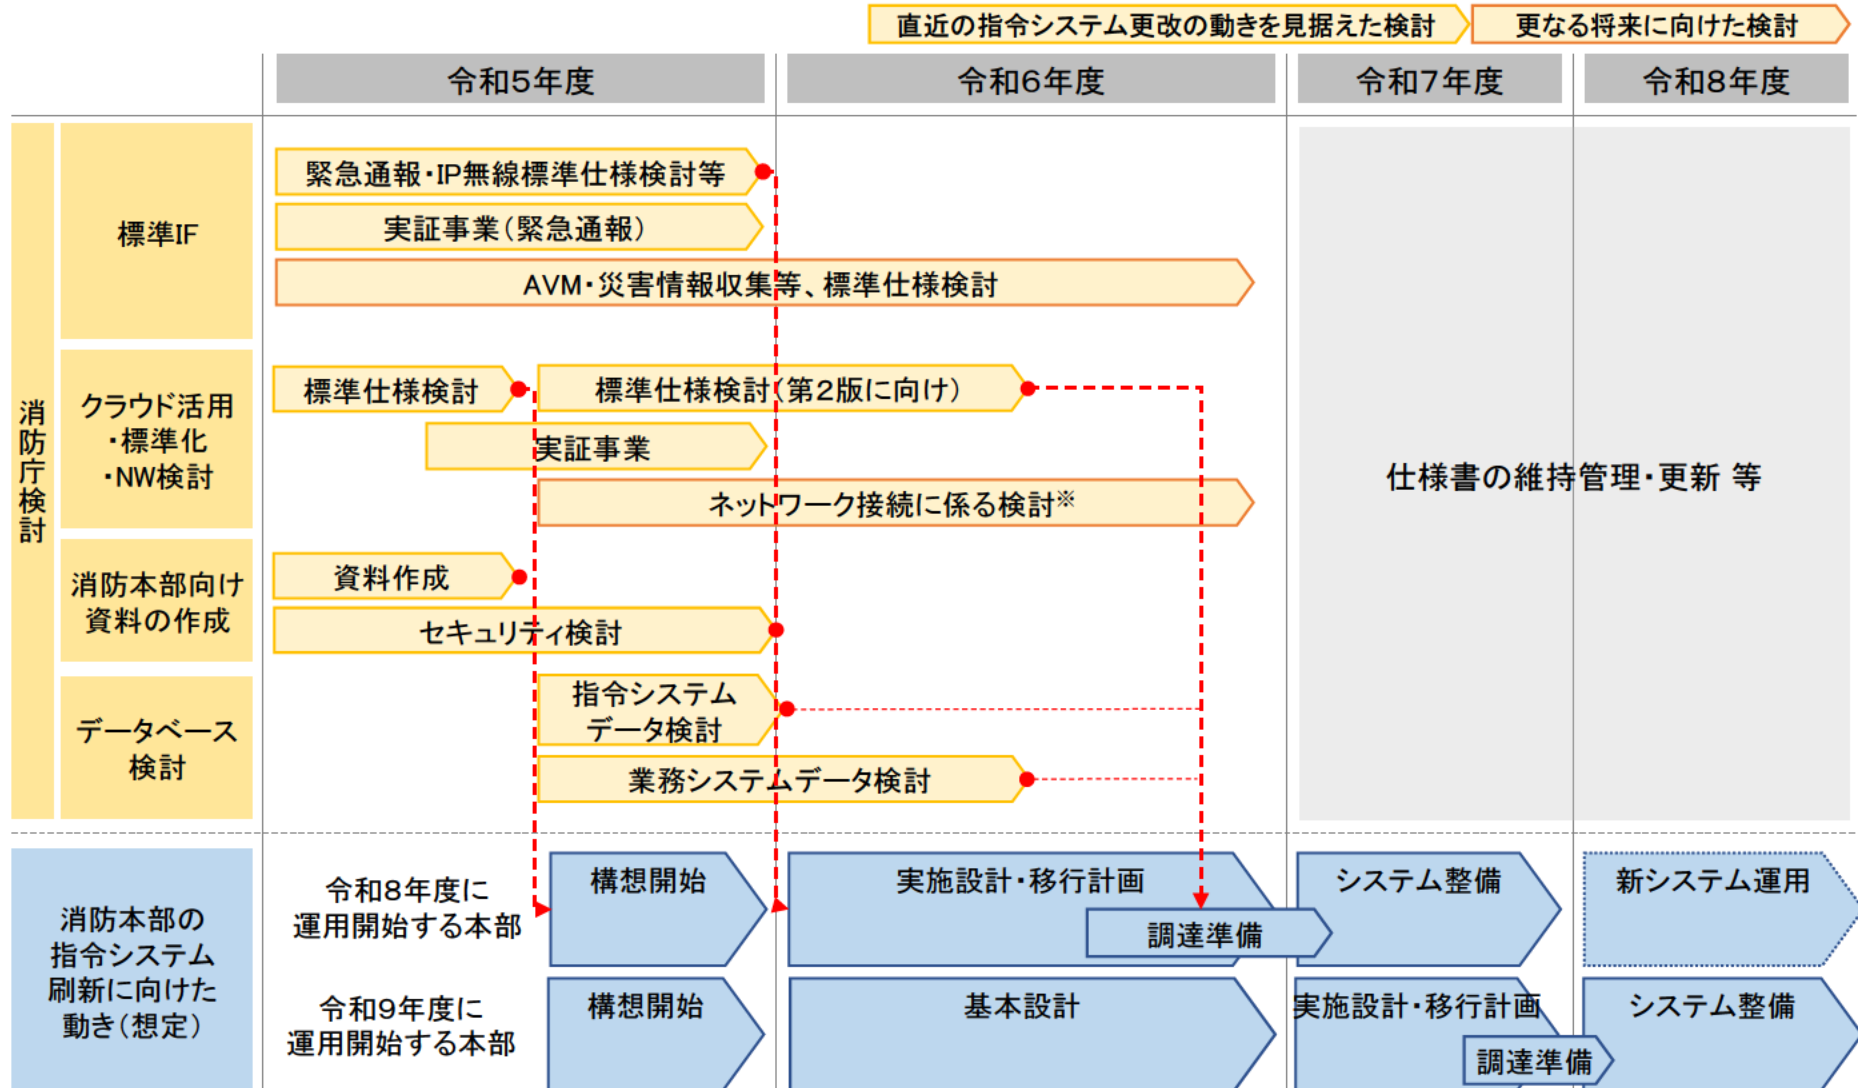 直近の指令システム更改の動きを見据えた検討
更なる将来に向けた検討
令和5年度
令和6年度
令和7年度
令和8年度
消防庁検討
標準IF
緊急通報・IP無線標準仕様検討等
実証事業(緊急通報)
AVM・災害情報収集等、標準仕様検討
クラウド活用
・標準化
・NW検討
標準仕様検討
標準仕様検討(第2版に向け)
実証事業
ネットワーク接続に係る検討※
消防本部向け
資料の作成
資料作成
セキュリティ検討
データベース
検討
指令システム
データ検討
業務システムデータ検討
仕様書の維持管理・更新 等
消防本部の
指令システム
刷新に向けた
動き(想定)
令和8年度に
運用開始する本部
構想開始
実施設計・移行計画
調達準備
システム整備
新システム運用
令和9年度に
運用開始する本部
構想開始
基本設計
実施設計・移行計画
調達準備
システム整備